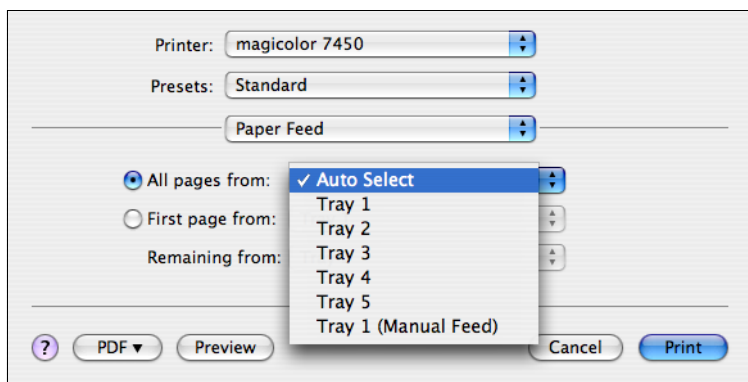 Printer: magicolor 7450
Presets: Standard
Paper Feed
All pages from: ✓ Auto Select
Tray 1
First page from: Tray 2
Tray 3
Remaining from:
Tray 4
Tray 5
Tray 1 (Manual Feed)
? PDF ▼ Preview Cancel Print